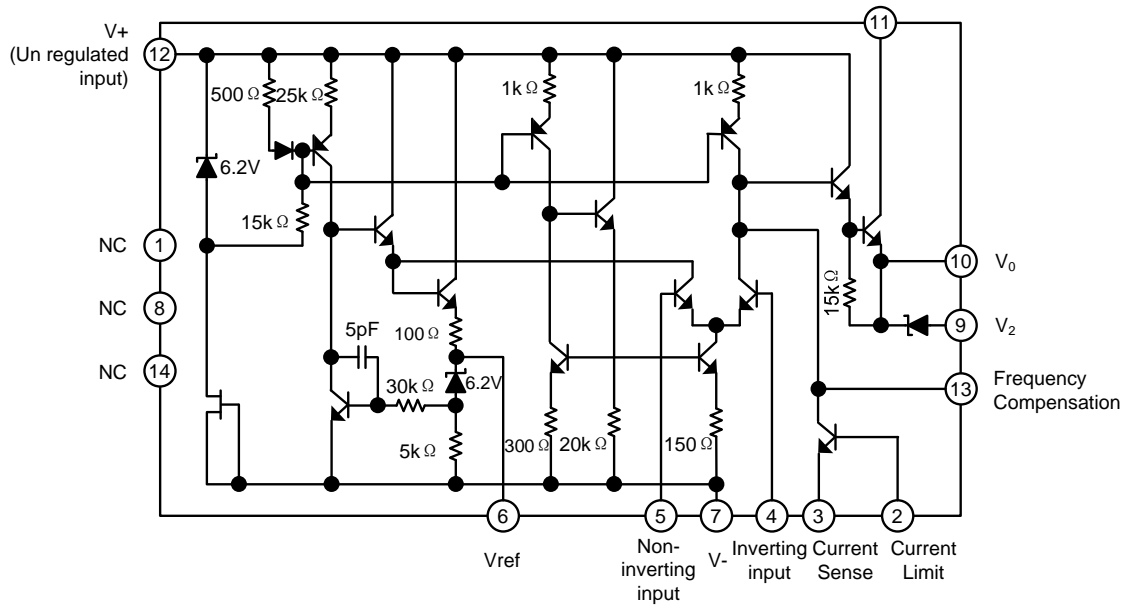 V+
(Un regulated
input)
12
11
500 Ω
25k Ω
1k Ω
1k Ω
6.2V
15k Ω
NC
1
10
V0
15k Ω
NC
8
9
V2
5pF
100 Ω
NC
14
6.2V
30k Ω
13
Frequency
Compensation
5k Ω
300 Ω
20k Ω
150 Ω
6
5
7
4
3
2
Vref
Non-
inverting
input
V-
Inverting
input
Current
Sense
Current
Limit